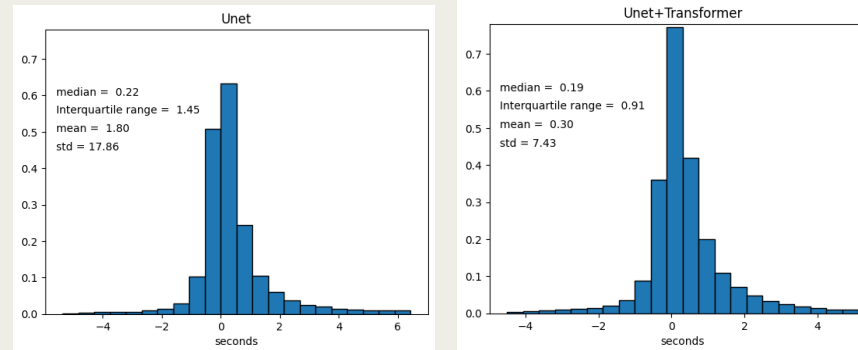 Unet
0.7
0.6
0.5
0.4
0.3
0.2
0.1
0.0
median = 0.22
Interquartile range = 1.45
mean = 1.80
std = 17.86
−4
−2
0
2
4
6
seconds
Unet+Transformer
0.7
0.6
0.5
0.4
0.3
0.2
0.1
0.0
median = 0.19
Interquartile range = 0.91
mean = 0.30
std = 7.43
−4
−2
0
2
4
seconds